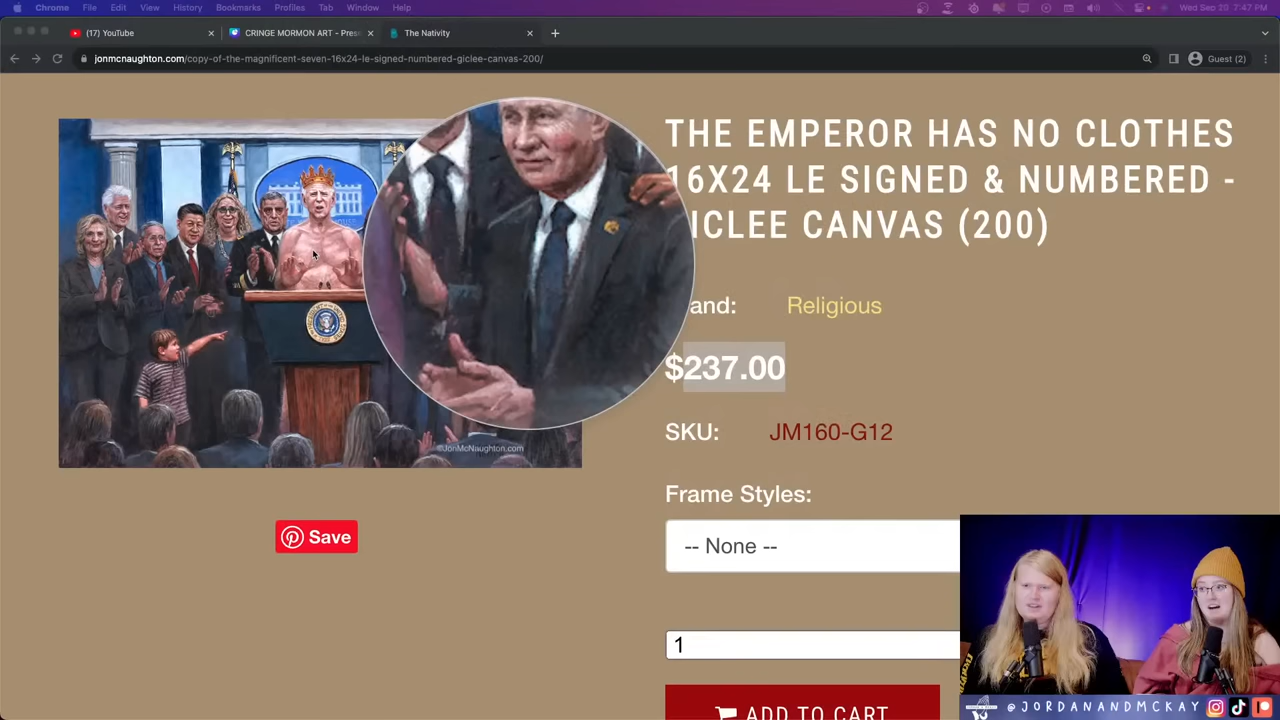 Chrome File Edit View History Bookmarks Profiles Tab Window Help Wed Sep 20 7:47 PM
(17) YouTube CRINGE MORMON ART - Pres The Nativity
jonmcnaughton.com/copy-of-the-magnificent-seven-16x24-le-signed-numbered-giclee-canvas-200/ Guest (2)
THE EMPEROR HAS NO CLOTHES
16X24 LE SIGNED & NUMBERED -
ICLEE CANVAS (200)
and: Religious
$237.00
SKU: JM160-G12
©JonMcNaughton.com
Frame Styles:
Save
-- None --
1
ADD TO CART
@JORDANANDMCKAY